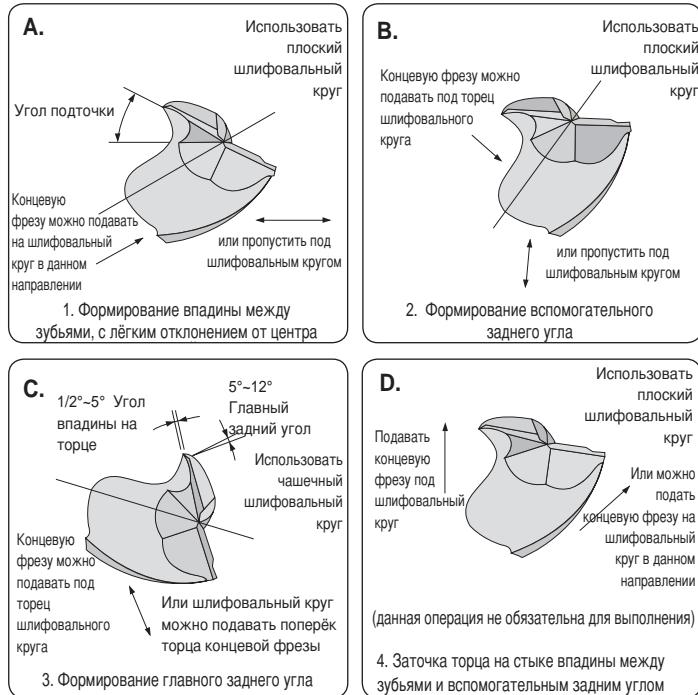 A.
Использовать
плоский
шлифовальный
круг
Угол подточки
Концевую
фрезу можно подавать
на шлифовальный
круг в данном
направлении
или пропустить под
шлифовальным кругом
1. Формирование впадины между
зубьями, с лёгким отклонением от центра
B.
Использовать
плоский
шлифовальный
круг
Концевую фрезу можно
подавать под торец
шлифовального
круга
или пропустить под
шлифовальным кругом
2. Формирование вспомогательного
заднего угла
C.
1/2°~5° Угол
впадины на
торце
5°~12°
Главный
задний угол
Использовать
чашечный
шлифовальный
круг
Концевую
фрезу можно
подавать под
торец
шлифовального
круга
Или шлифовальный круг
можно подавать поперёк
торца концевой фрезы
3. Формирование главного заднего угла
D.
Использовать
плоский
шлифовальный
круг
Подавать
концевую
фрезу под
шлифовальный
круг
Или можно
подать
концевую фрезу на
шлифовальный
круг в данном
направлении
(данная операция не обязательна для выполнения)
4. Заточка торца на стыке впадины между
зубьями и вспомогательным задним углом